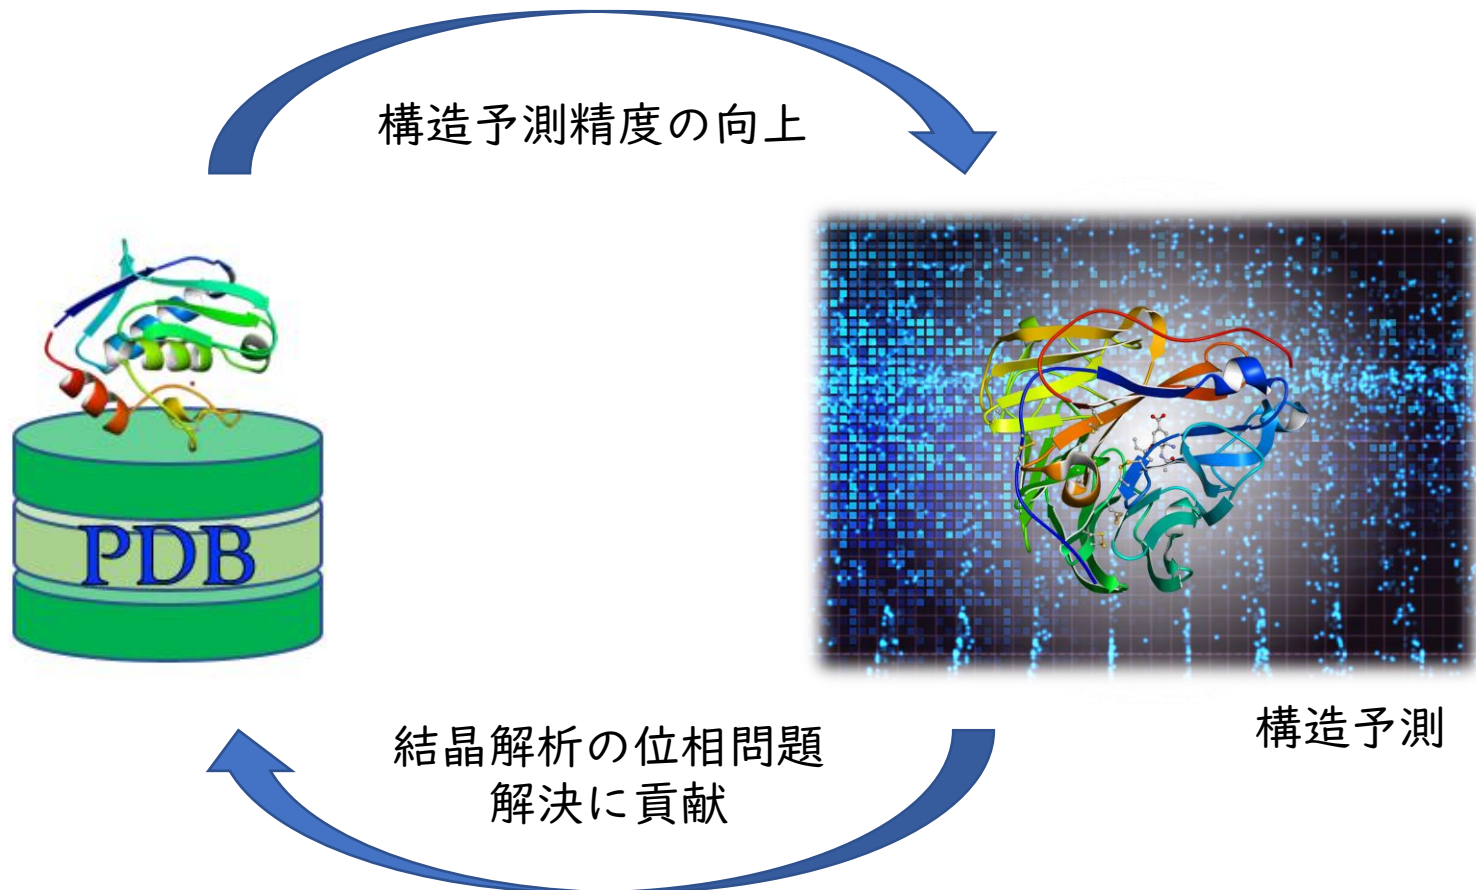 構造予測精度の向上
PDB
構造予測
結晶解析の位相問題
解決に貢献